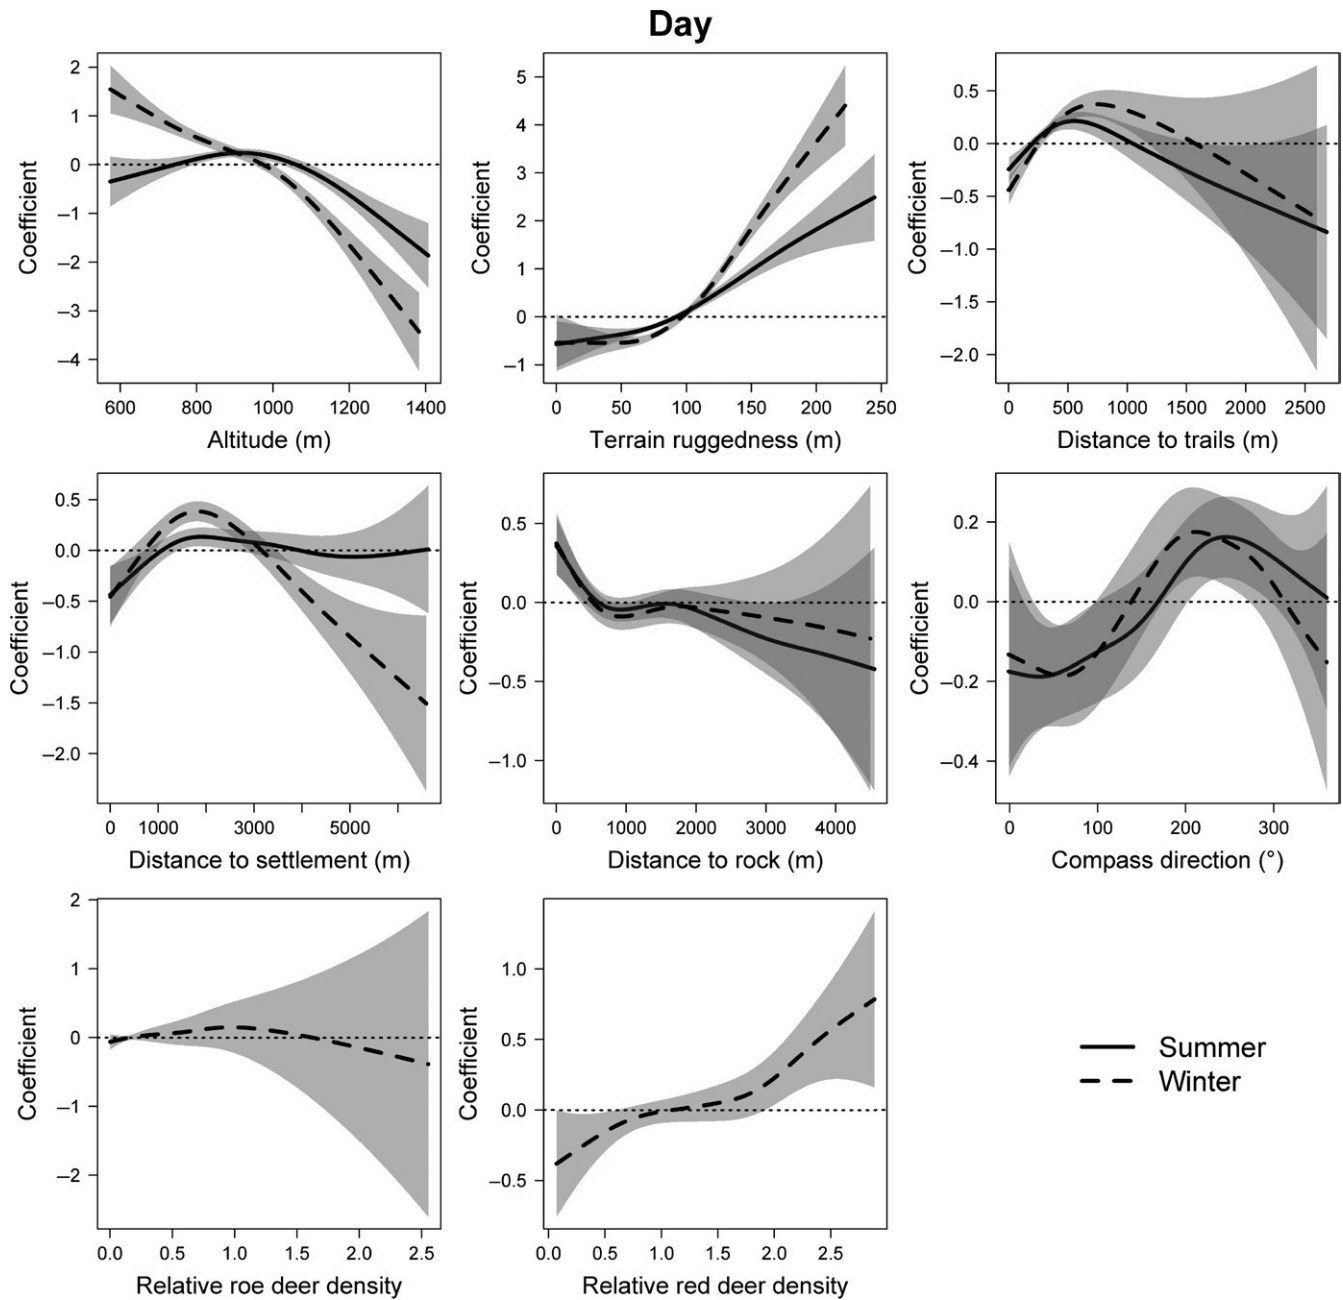 Day
Coefficient
2
1
0
–1
–2
–3
–4
600 800 1000 1200 1400
Altitude (m)
Coefficient
5
4
3
2
1
0
–1
0 50 100 150 200 250
Terrain ruggedness (m)
Coefficient
0.5
0.0
–0.5
–1.0
–1.5
–2.0
0 500 1000 1500 2000 2500
Distance to trails (m)
Coefficient
0.5
0.0
–0.5
–1.0
–1.5
–2.0
0 1000 3000 5000
Distance to settlement (m)
Coefficient
0.5
0.0
–0.5
–1.0
0 1000 2000 3000 4000
Distance to rock (m)
Coefficient
0.2
0.0
–0.2
–0.4
0 100 200 300
Compass direction (°)
Coefficient
2
1
0
–1
–2
0.0 0.5 1.0 1.5 2.0 2.5
Relative roe deer density
Coefficient
1.0
0.5
0.0
–0.5
0.0 0.5 1.0 1.5 2.0 2.5
Relative red deer density
Summer
Winter